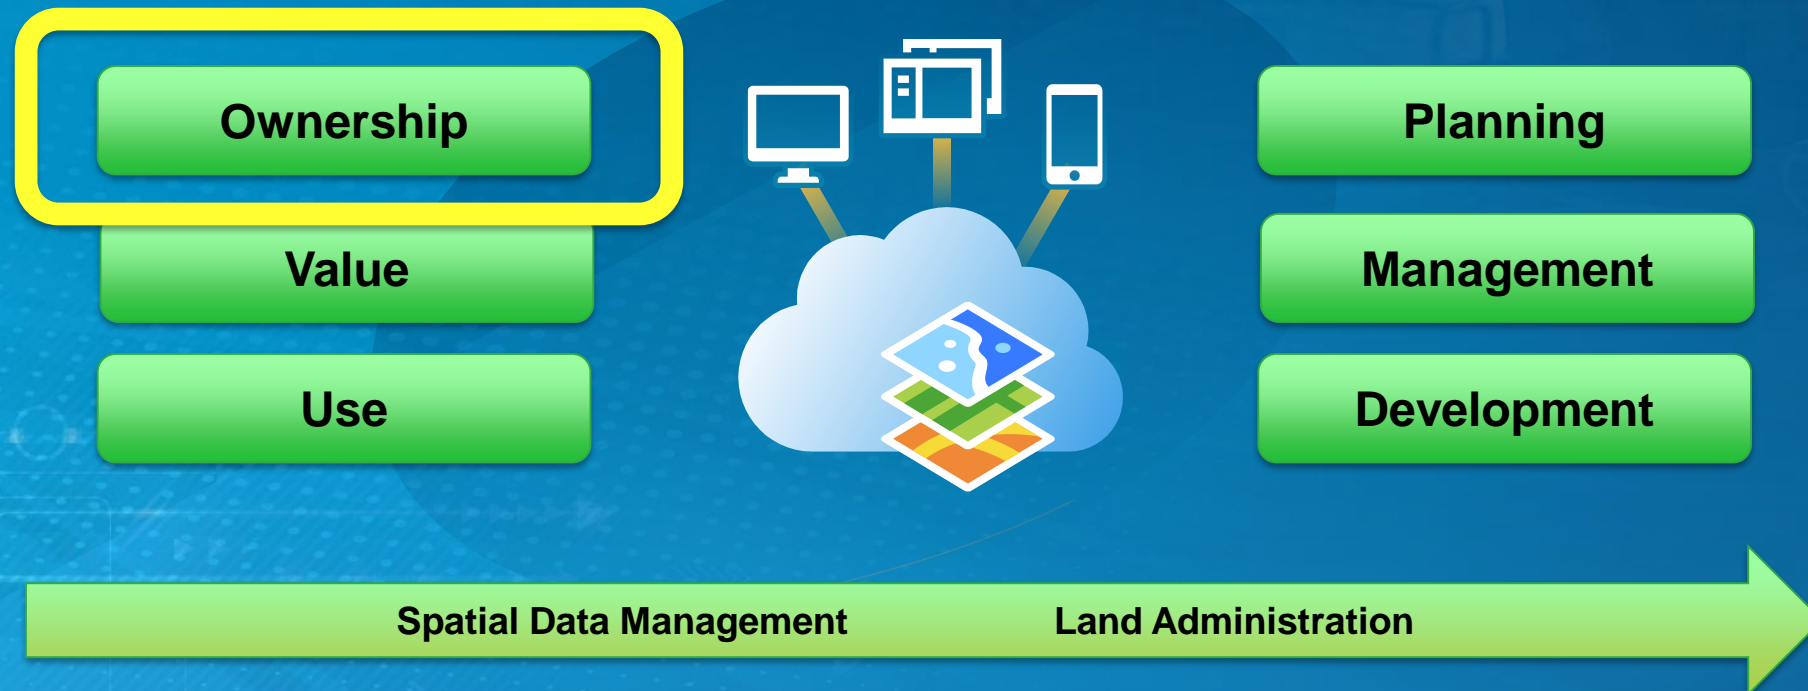 Ownership
Value
Use
Planning
Management
Development
Spatial Data Management
Land Administration